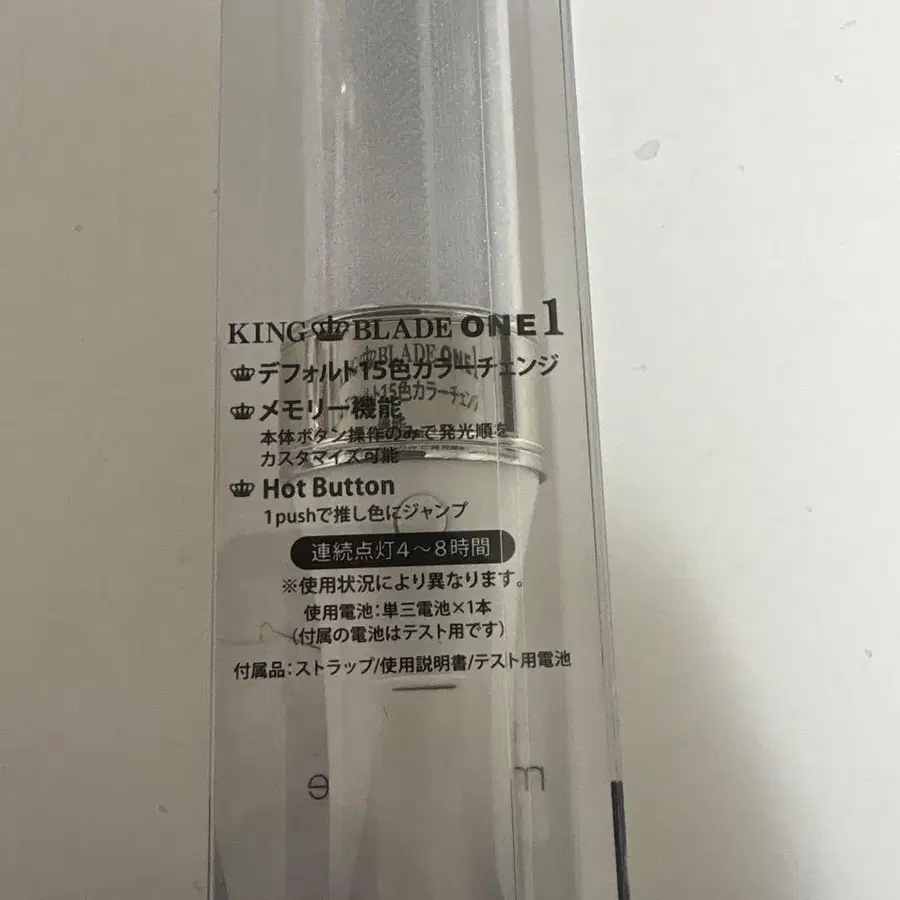 KING BLADE ONE1
デフォルト15色カラーチェンジ
メモリー機能
本体ボタン操作のみで発光順を
カスタマイズ可能
Hot Button
1pushで推し色にジャンプ
連続点灯4～8時間
※使用状況により異なります。
使用電池:単三電池×1本
(付属の電池はテスト用です)
付属品:ストラップ/使用説明書/テスト用電池